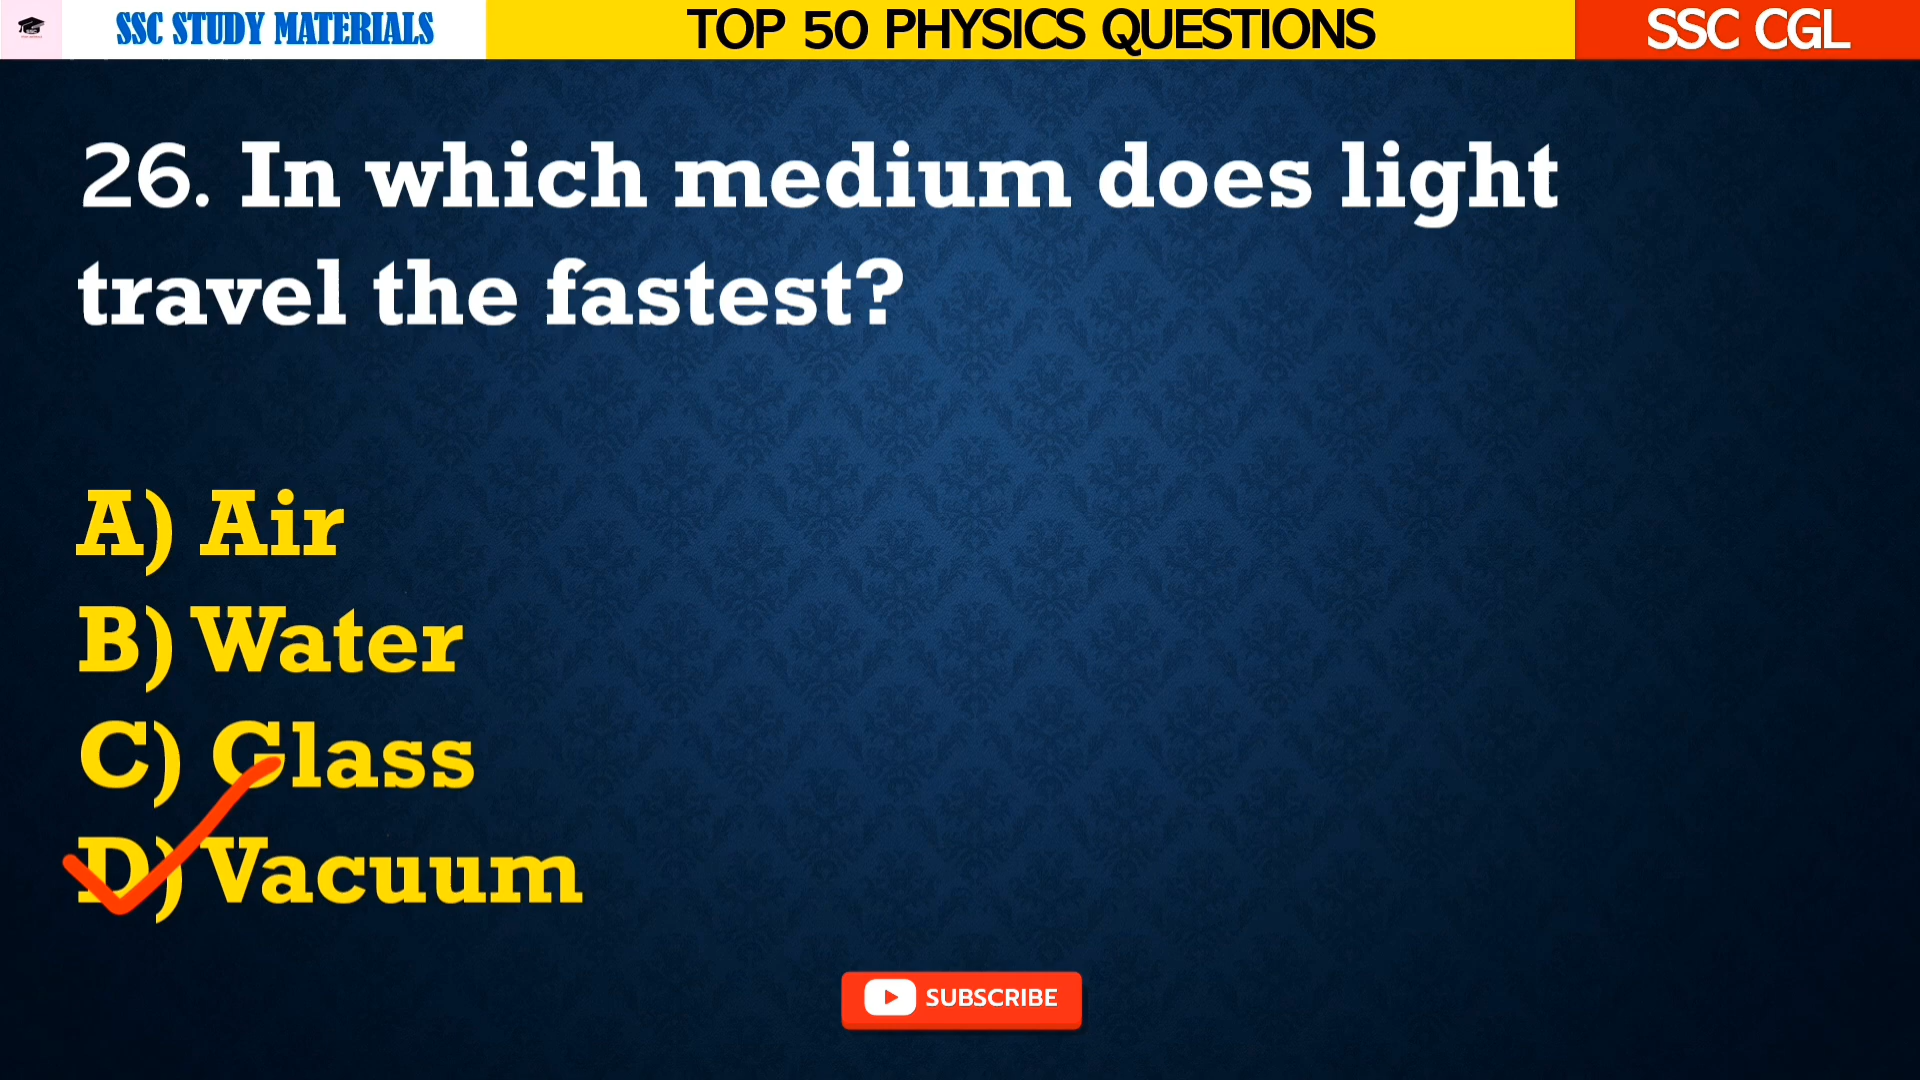 SSC STUDY MATERIALS
TOP 50 PHYSICS QUESTIONS
SSC CGL
26. In which medium does light
travel the fastest?
A) Air
B) Water
C) Glass
D) Vacuum
SUBSCRIBE